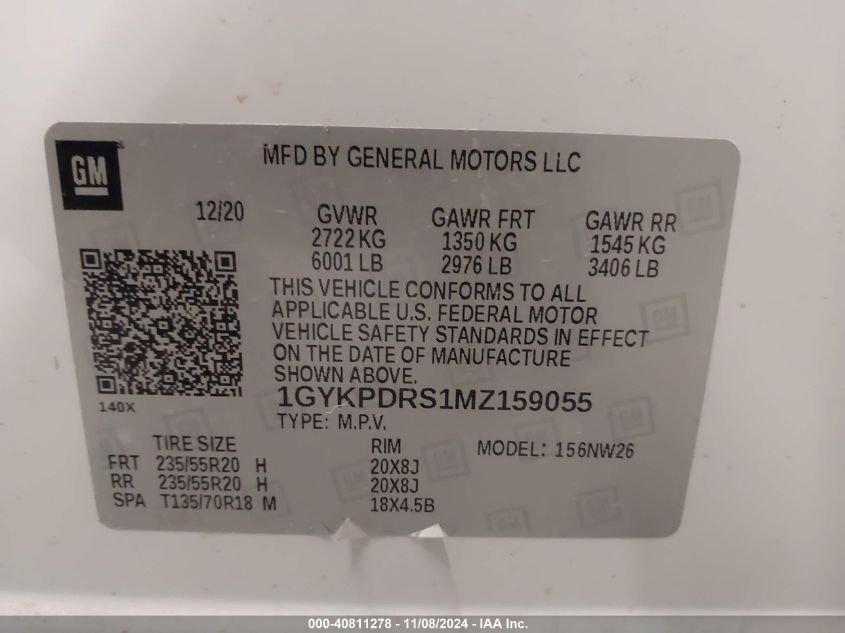 GM
MFD BY GENERAL MOTORS LLC
12/20 GVWR GAWR FRT GAWR RR
2722 KG 1350 KG 1545 KG
6001 LB 2976 LB 3406 LB
THIS VEHICLE CONFORMS TO ALL
APPLICABLE U.S. FEDERAL MOTOR
VEHICLE SAFETY STANDARDS IN EFFECT
ON THE DATE OF MANUFACTURE
SHOWN ABOVE.
1GYKPDRS1MZ159055
140X
TYPE: M.P.V.
TIRE SIZE RIM MODEL: 156NW26
FRT 235/55R20 H 20X8J
RR 235/55R20 H 20X8J
SPA T135/70R18 M 18X4.5B
000-40811278 - 11/08/2024 - IAA Inc.